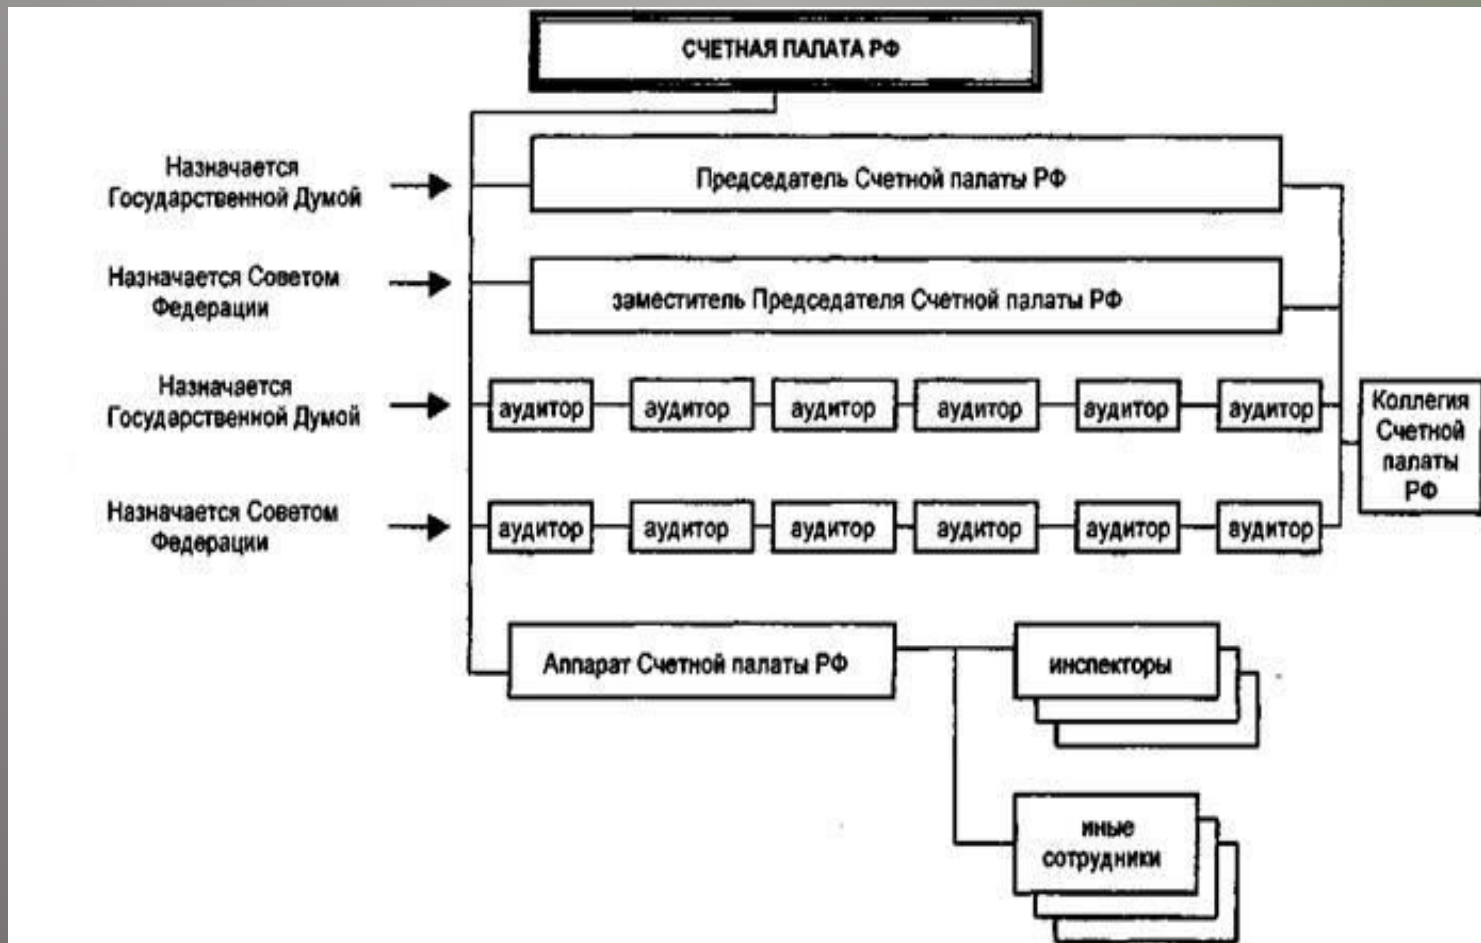 СЧЕТНАЯ ПАЛАТА РФ
Назначается
Государственной Думой
Председатель Счетной палаты РФ
Назначается Советом
Федерации
заместитель Председателя Счетной палаты РФ
Назначается
Государственной Думой
аудитор аудитор аудитор аудитор аудитор аудитор
Коллегия
Счетной
палаты
РФ
Назначается Советом
Федерации
аудитор аудитор аудитор аудитор аудитор аудитор
Аппарат Счетной палаты РФ
инспекторы
иные
сотрудники